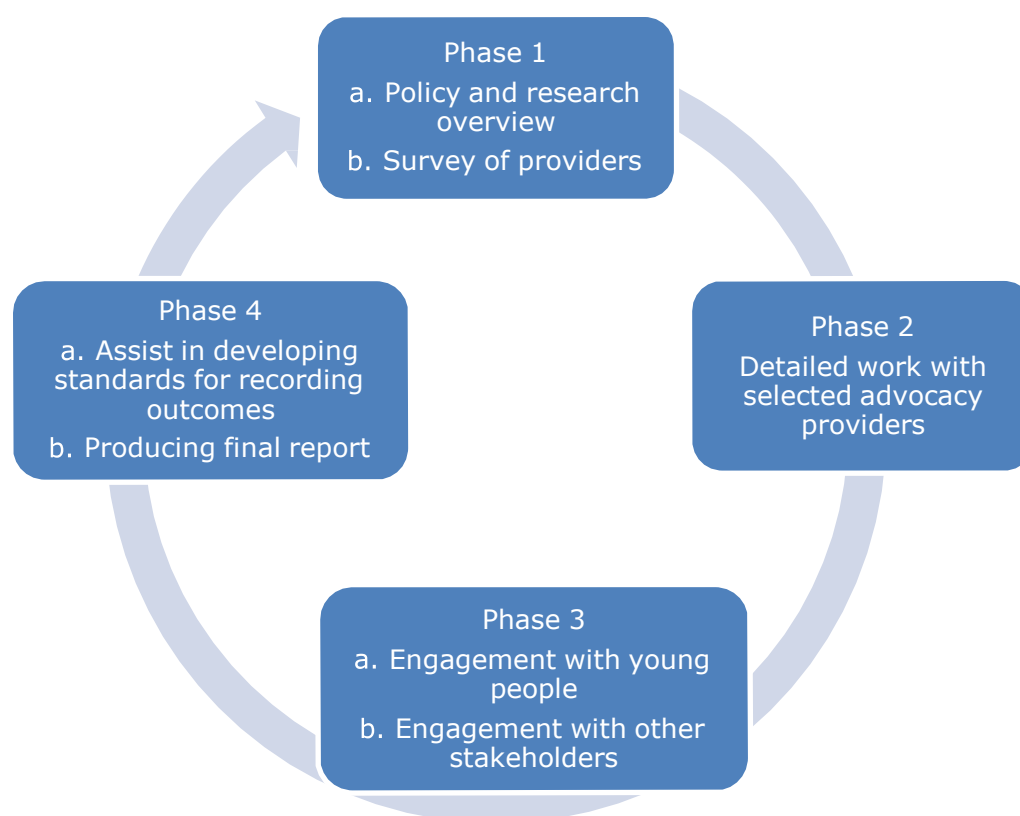 Phase 1
a. Policy and research
overview
b. Survey of providers
Phase 2
Detailed work with
selected advocacy
providers
Phase 3
a. Engagement with young
people
b. Engagement with other
stakeholders
Phase 4
a. Assist in developing
standards for recording
outcomes
b. Producing final report